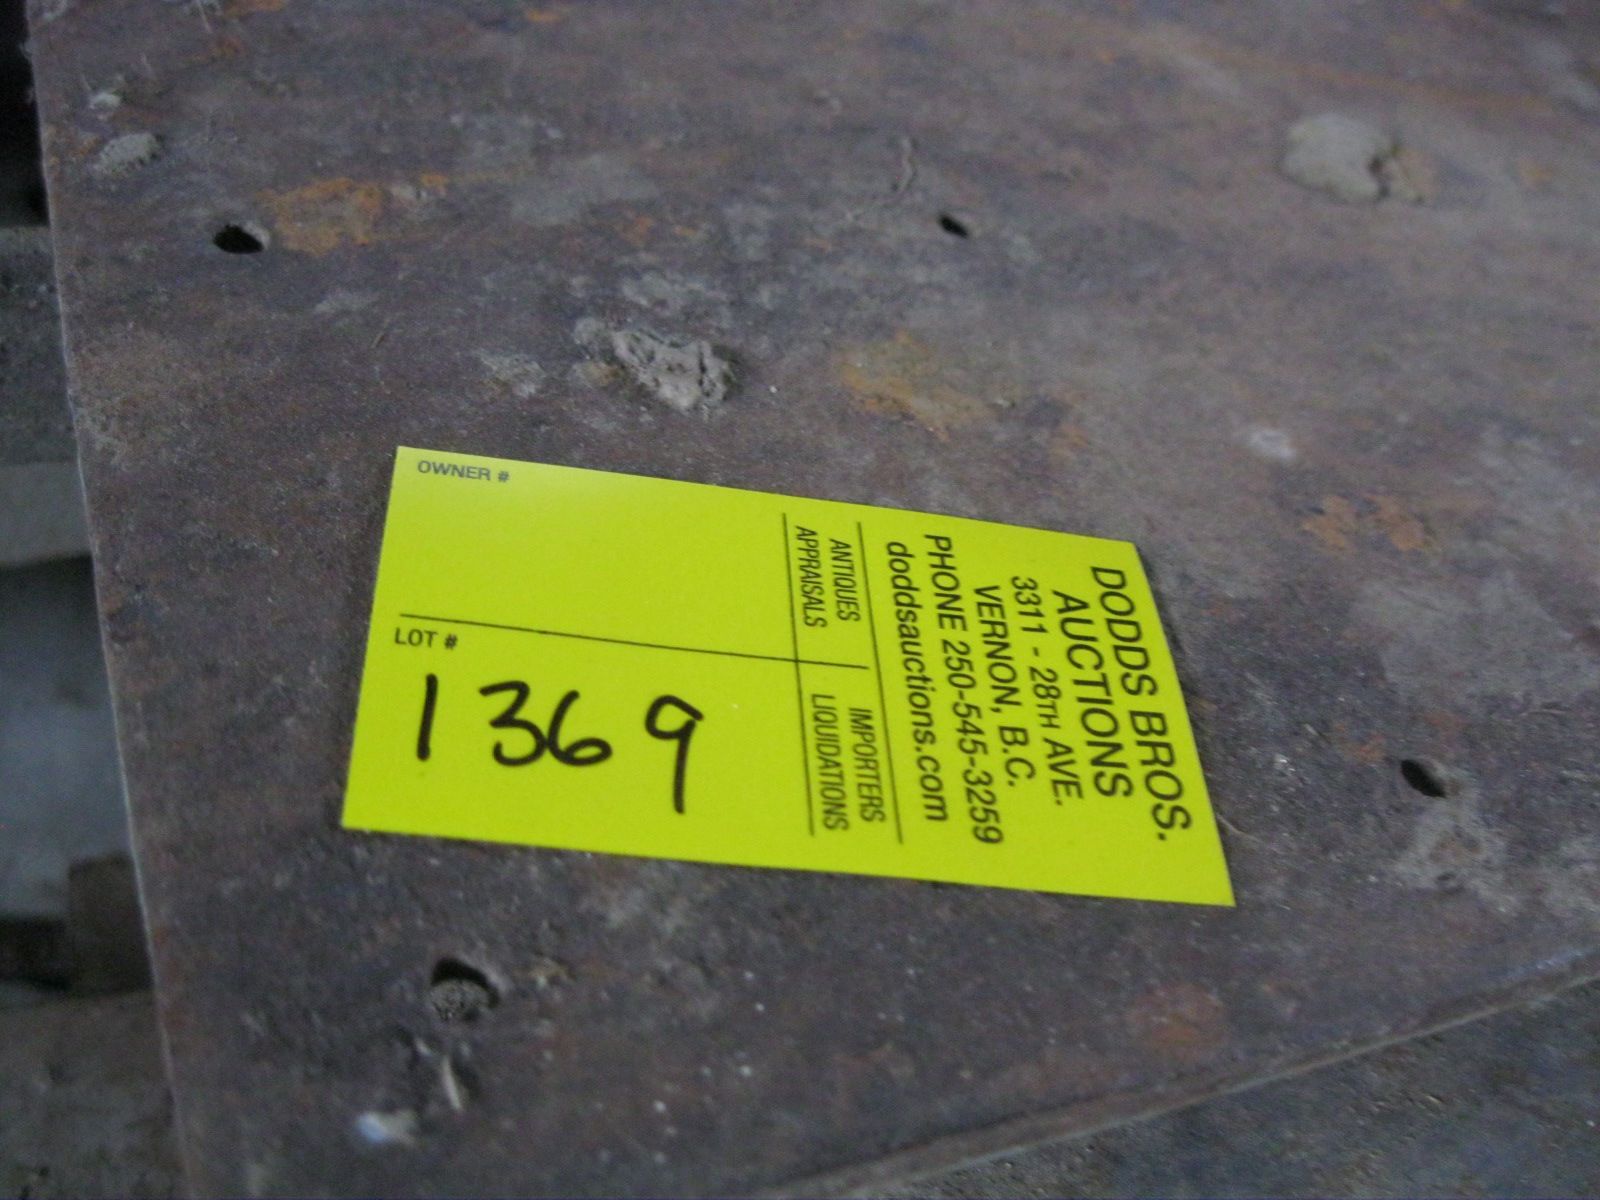 OWNER #
LOT #
1369
ANTIQUES
APPRAISALS
IMPORTERS
LIQUIDATIONS
DODDS BROS.
AUCTIONS
3311 - 28TH AVE.
VERNON, B.C.
PHONE 250-545-3259
doddsauctions.com